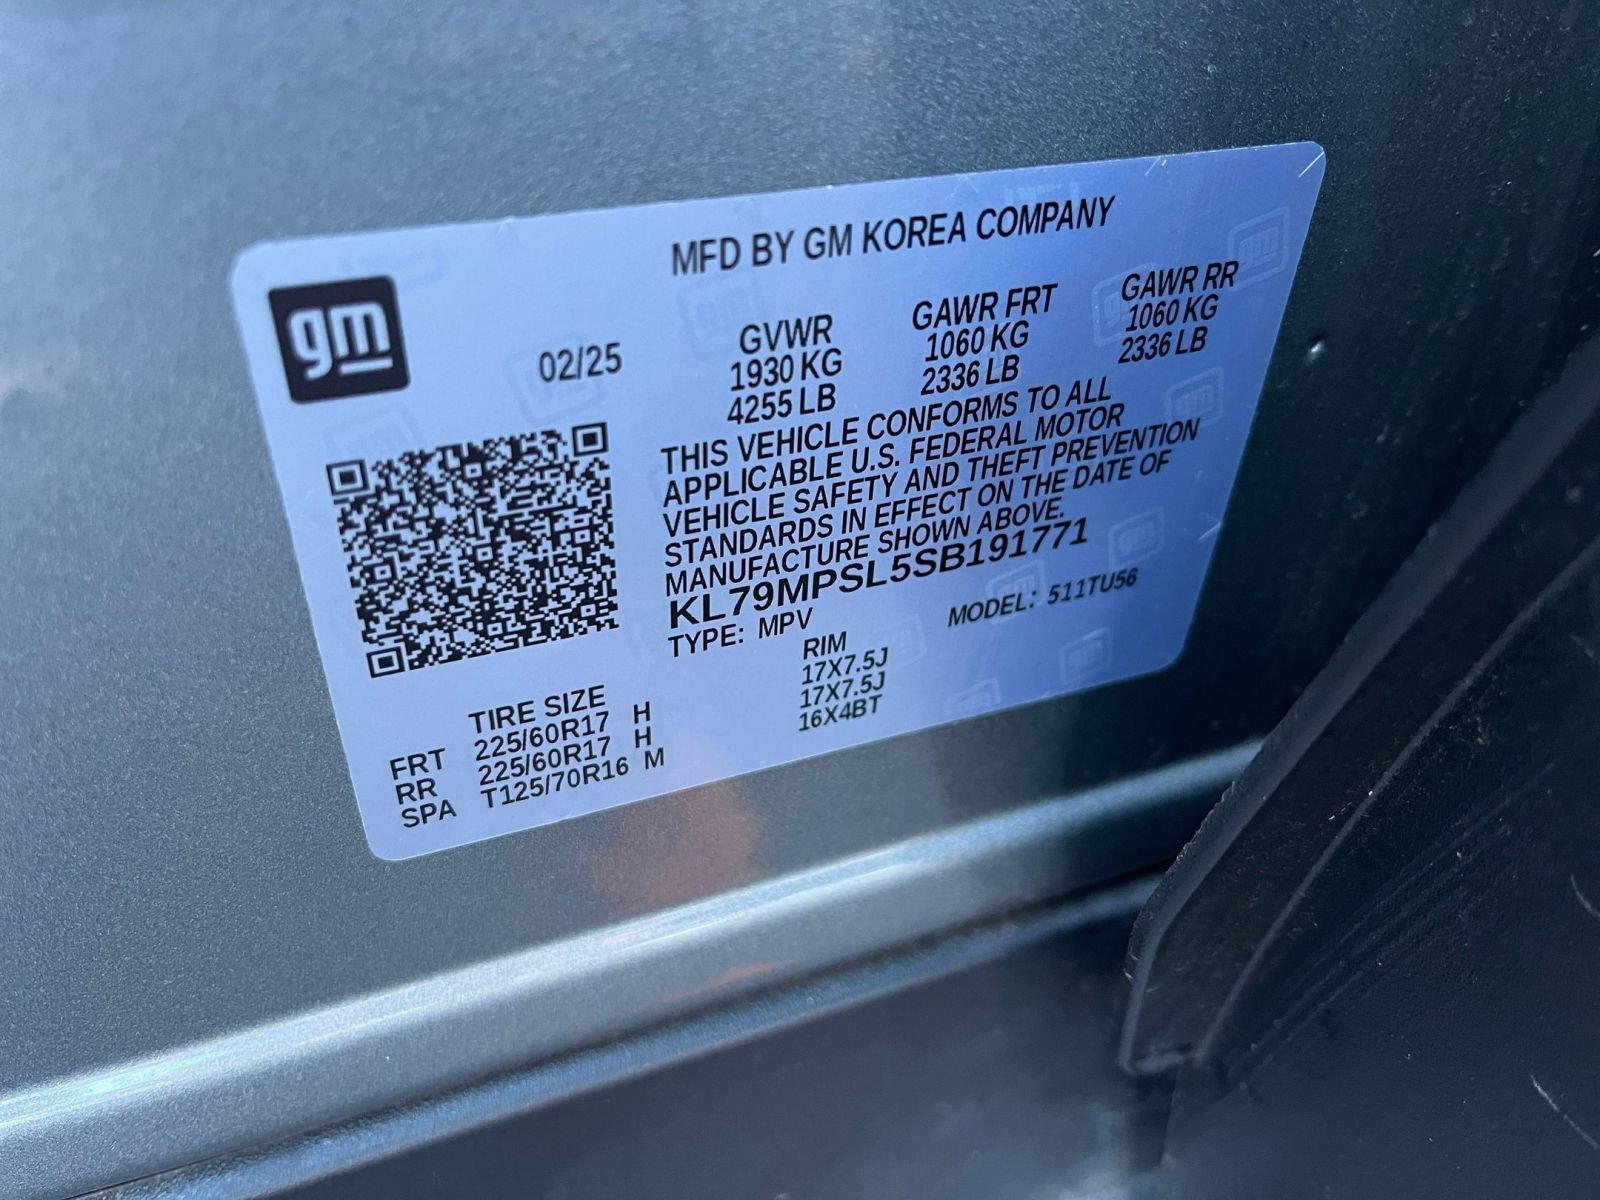 gm
MFD BY GM KOREA COMPANY
02/25
GVWR GAWR FRT GAWR RR
1930 KG 1060 KG 1060 KG
4255 LB 2336 LB 2336 LB
THIS VEHICLE CONFORMS TO ALL
APPLICABLE U.S. FEDERAL MOTOR
VEHICLE SAFETY AND THEFT PREVENTION
STANDARDS IN EFFECT ON THE DATE OF
MANUFACTURE SHOWN ABOVE.
KL79MPSL5SB191771
TYPE: MPV MODEL: 511TU56
TIRE SIZE RIM
FRT 225/60R17 H 17X7.5J
RR 225/60R17 H 17X7.5J
SPA T125/70R16 M 16X4BT